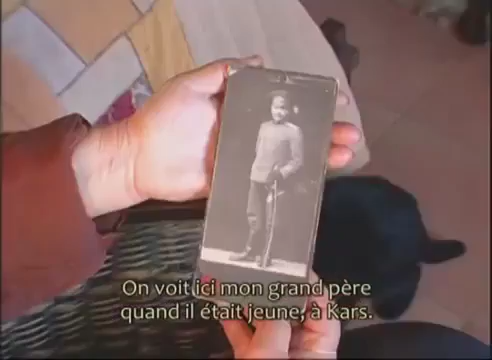 On voit ici mon grand père
quand il était jeune, à Kars.